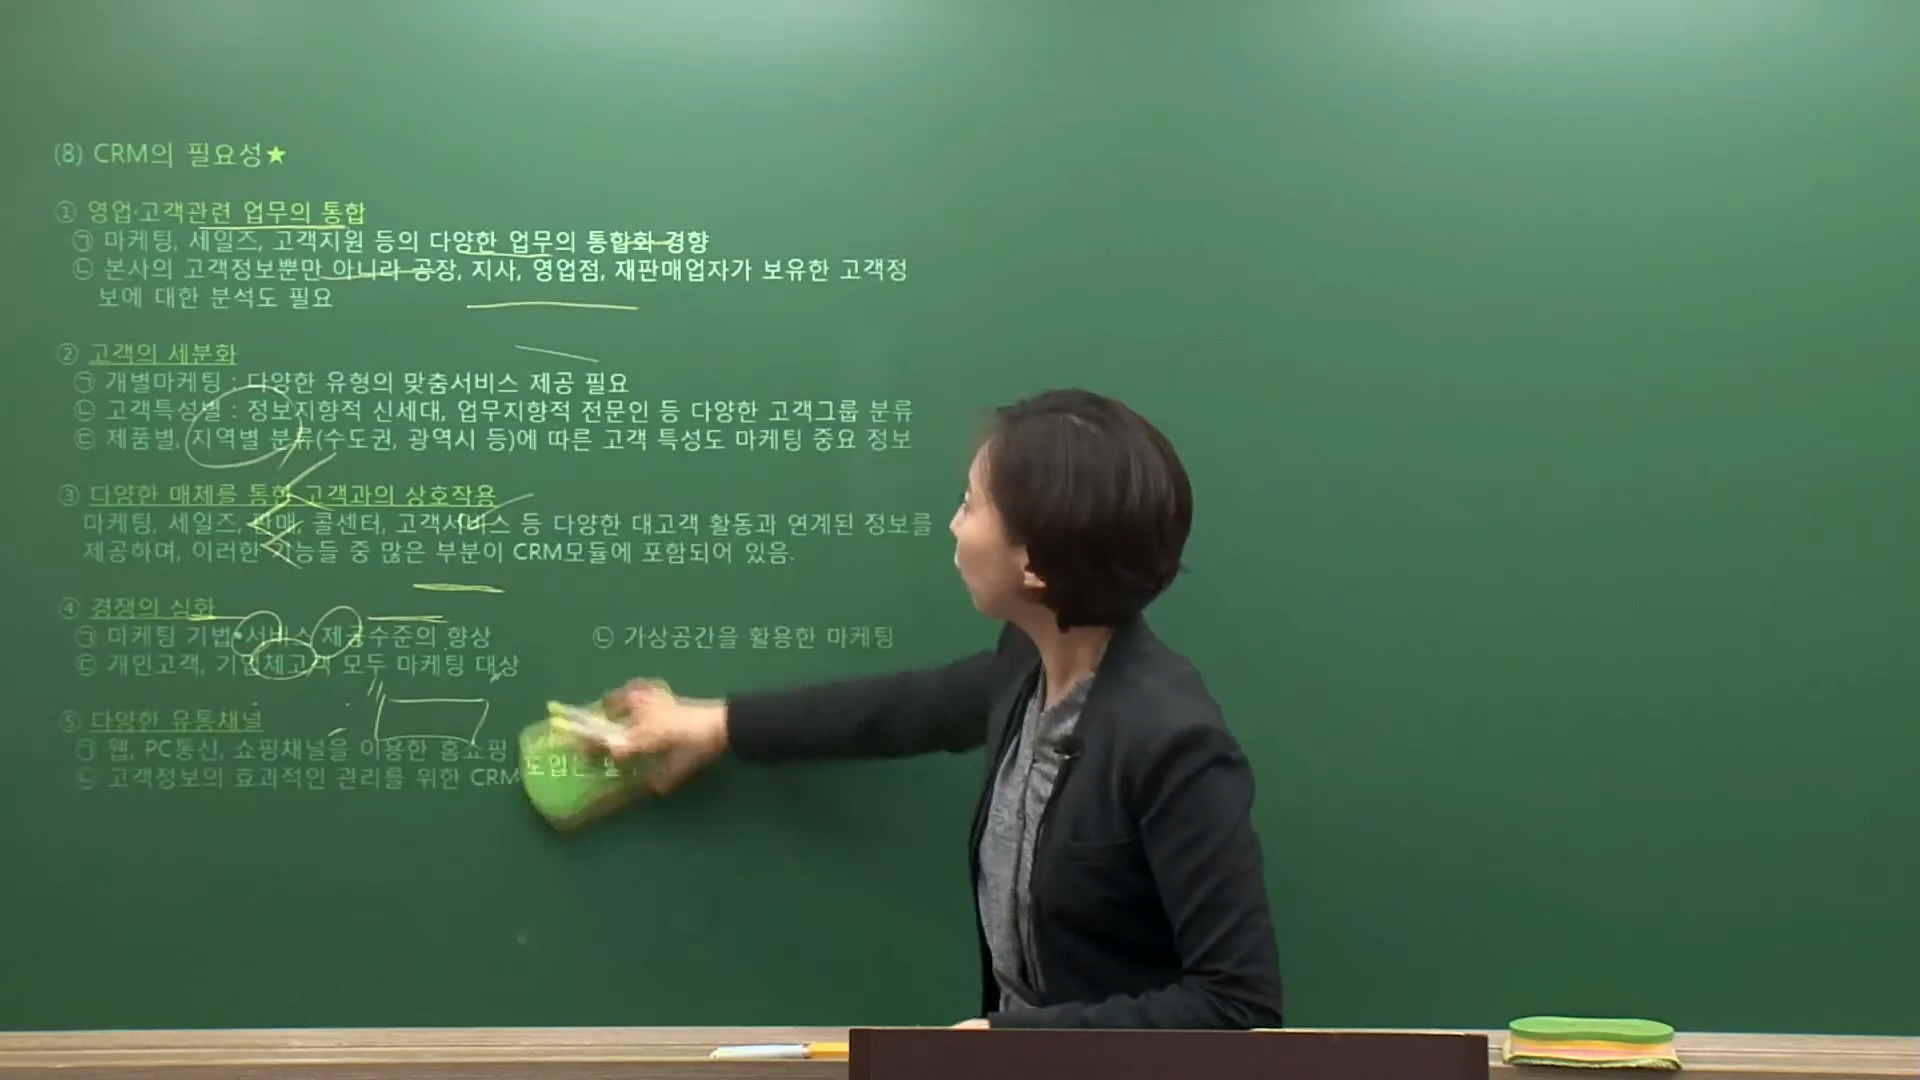 (8) CRM의 필요성★
① 영업·고객관련 업무의 통합
㉠ 마케팅, 세일즈, 고객지원 등의 다양한 업무의 통합화 경향
㉡ 본사의 고객정보뿐만 아니라 공장, 지사, 영업점, 재판매업자가 보유한 고객정
보에 대한 분석도 필요
② 고객의 세분화
㉠ 개별마케팅 : 다양한 유형의 맞춤서비스 제공 필요
㉡ 고객특성별 : 정보지향적 신세대, 업무지향적 전문인 등 다양한 고객그룹 분류
㉢ 제품별, 지역별 분류(수도권, 광역시 등)에 따른 고객 특성도 마케팅 중요 정보
③ 다양한 매체를 통한 고객과의 상호작용
마케팅, 세일즈, 판매, 콜센터, 고객서비스 등 다양한 대고객 활동과 연계된 정보를
제공하며, 이러한 기능들 중 많은 부분이 CRM모듈에 포함되어 있음.
④ 경쟁의 심화
㉠ 마케팅 기법·서비스 제공수준의 향상 ㉡ 가상공간을 활용한 마케팅
㉢ 개인고객, 기업체고객 모두 마케팅 대상
⑤ 다양한 유통채널
㉠ 웹, PC통신, 쇼핑채널을 이용한 홈쇼핑
㉡ 고객정보의 효과적인 관리를 위한 CRM 도입은